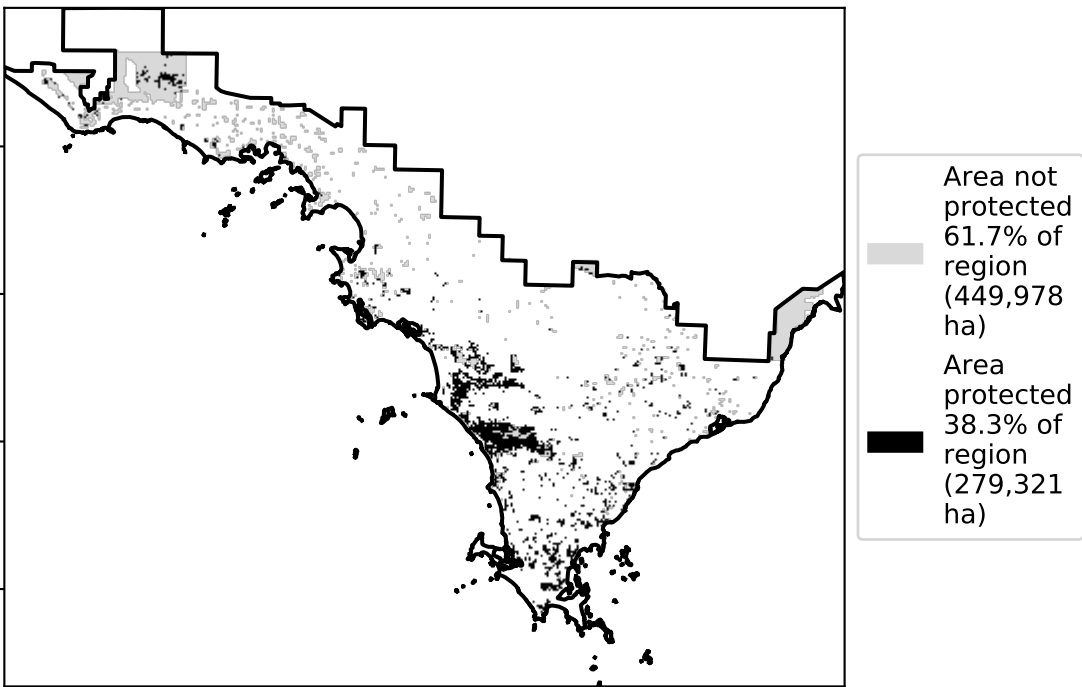 Area not
protected
61.7% of
region
(449,978
ha)
Area
protected
38.3% of
region
(279,321
ha)